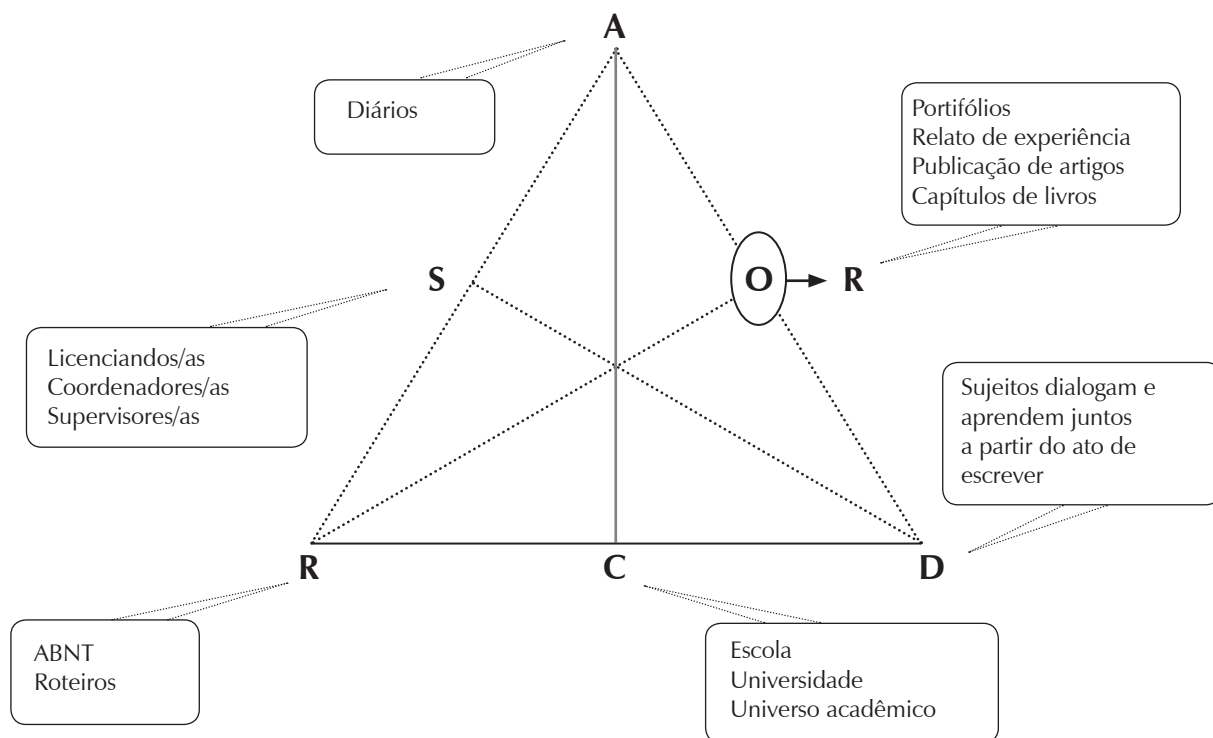 A
Diários
Portifólios
Relato de experiência
Publicação de artigos
Capítulos de livros
S
O
R
Licenciandos/as
Coordenadores/as
Supervisores/as
Sujeitos dialogam e
aprendem juntos
a partir do ato de
escrever
R
C
D
ABNT
Roteiros
Escola
Universidade
Universo acadêmico